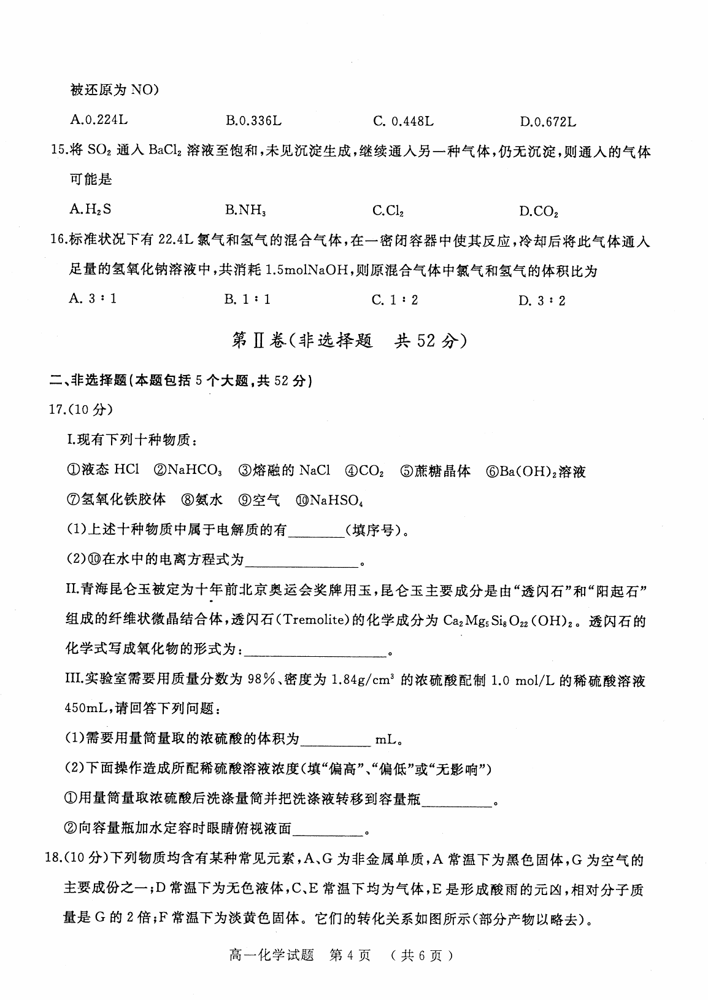 被还原为 NO)
A.0.224L B.0.336L C. 0.448L D.0.672L
15.将 SO₂ 通入 BaCl₂ 溶液至饱和,未见沉淀生成,继续通入另一种气体,仍无沉淀,则通入的气体
可能是
A.H₂S B.NH₃ C.Cl₂ D.CO₂
16.标准状况下有 22.4L 氯气和氢气的混合气体,在一密闭容器中使其反应,冷却后将此气体通入
足量的氢氧化钠溶液中,共消耗 1.5molNaOH,则原混合气体中氯气和氢气的体积比为
A. 3∶1 B. 1∶1 C. 1∶2 D. 3∶2
第Ⅱ卷(非选择题 共 52 分)
二、非选择题(本题包括 5 个大题,共 52 分)
17.(10 分)
I.现有下列十种物质:
①液态 HCl ②NaHCO₃ ③熔融的 NaCl ④CO₂ ⑤蔗糖晶体 ⑥Ba(OH)₂溶液
⑦氢氧化铁胶体 ⑧氨水 ⑨空气 ⑩NaHSO₄
(1)上述十种物质中属于电解质的有________(填序号)。
(2)⑩在水中的电离方程式为________________。
II.青海昆仑玉被定为十年前北京奥运会奖牌用玉,昆仑玉主要成分是由“透闪石”和“阳起石”
组成的纤维状微晶结合体,透闪石(Tremolite)的化学成分为 Ca₂Mg₅Si₈O₂₂(OH)₂。透闪石的
化学式写成氧化物的形式为:____________________。
III.实验室需要用质量分数为 98%、密度为 1.84g/cm³ 的浓硫酸配制 1.0 mol/L 的稀硫酸溶液
450mL,请回答下列问题:
(1)需要用量筒量取的浓硫酸的体积为__________ mL。
(2)下面操作造成所配稀硫酸溶液浓度(填“偏高”、“偏低”或“无影响”)
①用量筒量取浓硫酸后洗涤量筒并把洗涤液转移到容量瓶__________。
②向容量瓶加水定容时眼睛俯视液面__________。
18.(10 分)下列物质均含有某种常见元素,A、G 为非金属单质,A 常温下为黑色固体,G 为空气的
主要成份之一;D 常温下为无色液体,C、E 常温下均为气体,E 是形成酸雨的元凶,相对分子质
量是 G 的 2 倍;F 常温下为淡黄色固体。它们的转化关系如图所示(部分产物以略去)。
高一化学试题 第 4 页 (共 6 页)